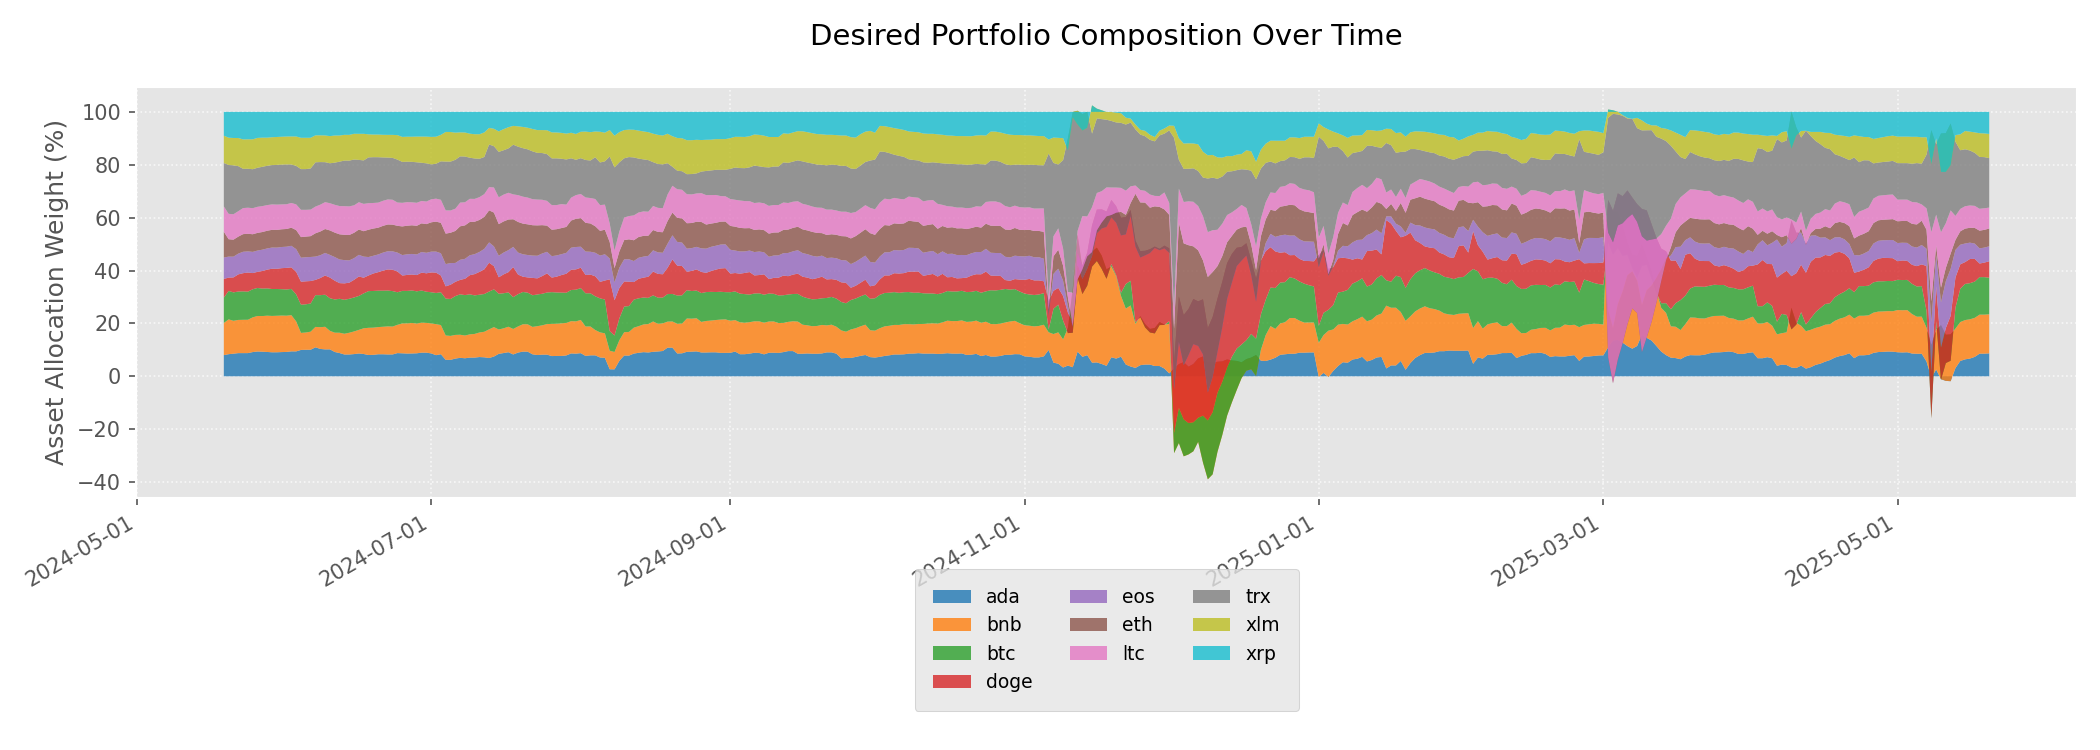 Desired Portfolio Composition Over Time
Asset Allocation Weight (%)
100
80
60
40
20
0
−20
−40
2024-05-01
2024-07-01
2024-09-01
2024-11-01
2025-01-01
2025-03-01
2025-05-01
ada
bnb
btc
doge
eos
eth
ltc
trx
xlm
xrp